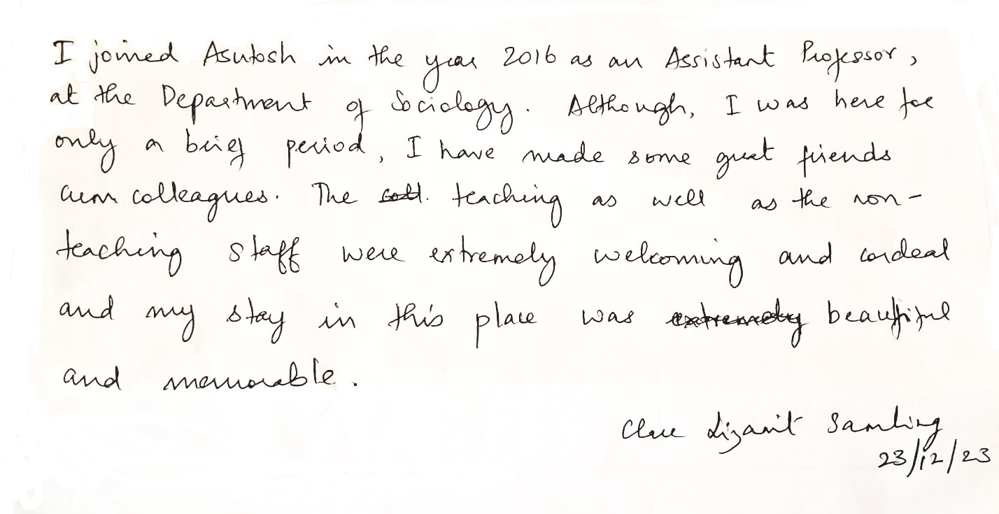 I joined Asutosh in the year 2016 as an Assistant Professor,
at the Department of Sociology. Although, I was here for
only a brief period, I have made some great friends
cum colleagues. The coll. teaching as well as the non-
teaching staff were extremely welcoming and cordeal
and my stay in this place was extremely beautiful
and memorable.
Clare Lizamit Samling
23/12/23